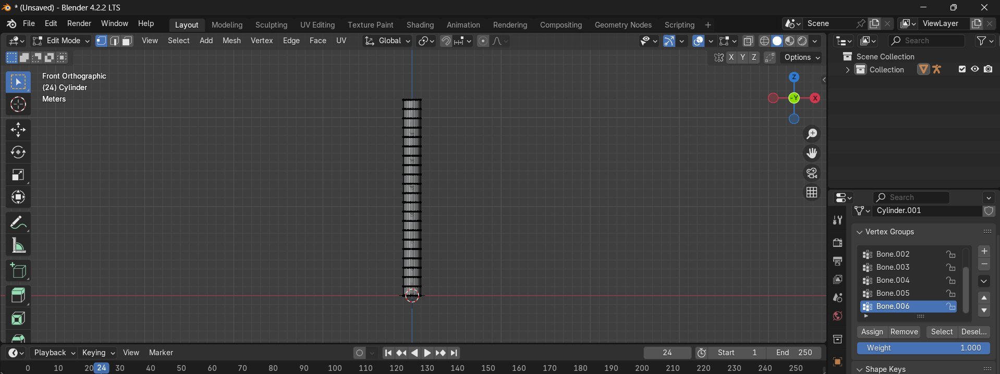 * (Unsaved) - Blender 4.2.2 LTS
File Edit Render Window Help Layout Modeling Sculpting UV Editing Texture Paint Shading Animation Rendering Compositing Geometry Nodes Scripting + Scene ViewLayer
Edit Mode View Select Add Mesh Vertex Edge Face UV Global Search
X Y Z Options
Scene Collection
Collection
Front Orthographic
(24) Cylinder
Meters
Z
-Y X
Search
Cylinder.001
Vertex Groups
Bone.002
Bone.003
Bone.004
Bone.005
Bone.006
Assign Remove Select Desel...
Weight 1.000
Shape Keys
Playback Keying View Marker 24 Start 1 End 250
0 10 20 24 30 40 50 60 70 80 90 100 110 120 130 140 150 160 170 180 190 200 210 220 230 240 250